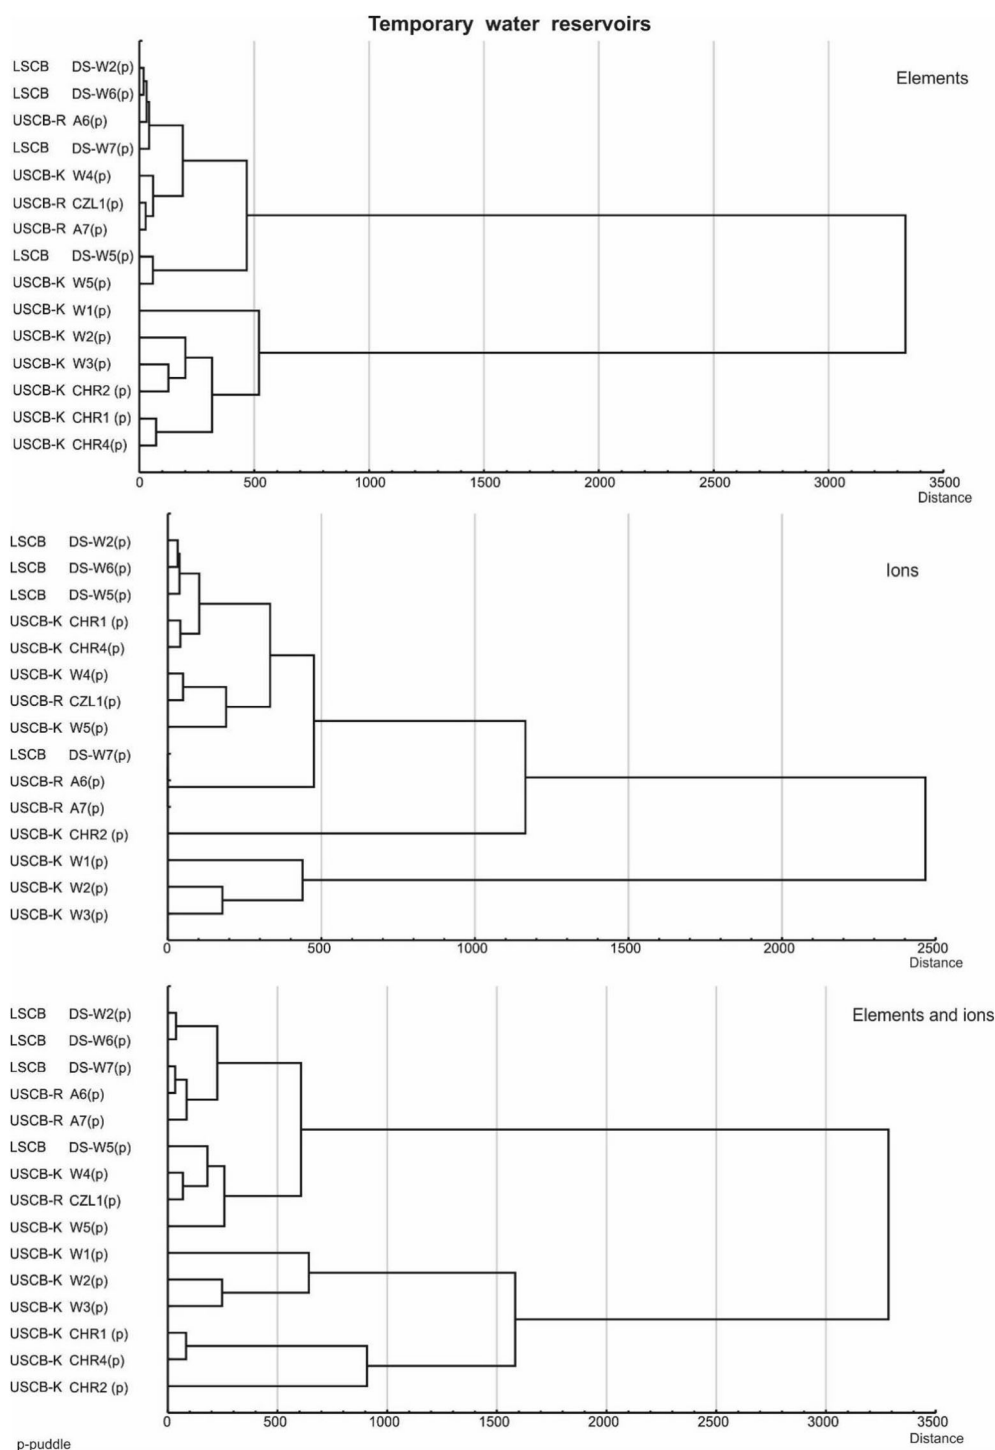 Temporary water reservoirs
Elements
LSCB DS-W2(p)
LSCB DS-W6(p)
USCB-R A6(p)
LSCB DS-W7(p)
USCB-K W4(p)
USCB-R CZL1(p)
USCB-R A7(p)
LSCB DS-W5(p)
USCB-K W5(p)
USCB-K W1(p)
USCB-K W2(p)
USCB-K W3(p)
USCB-K CHR2 (p)
USCB-K CHR1 (p)
USCB-K CHR4(p)
0 500 1000 1500 2000 2500 3000 3500
Distance
Ions
LSCB DS-W2(p)
LSCB DS-W6(p)
LSCB DS-W5(p)
USCB-K CHR1 (p)
USCB-K CHR4(p)
USCB-K W4(p)
USCB-R CZL1(p)
USCB-K W5(p)
LSCB DS-W7(p)
USCB-R A6(p)
USCB-R A7(p)
USCB-K CHR2 (p)
USCB-K W1(p)
USCB-K W2(p)
USCB-K W3(p)
0 500 1000 1500 2000 2500
Distance
Elements and ions
LSCB DS-W2(p)
LSCB DS-W6(p)
LSCB DS-W7(p)
USCB-R A6(p)
USCB-R A7(p)
LSCB DS-W5(p)
USCB-K W4(p)
USCB-R CZL1(p)
USCB-K W5(p)
USCB-K W1(p)
USCB-K W2(p)
USCB-K W3(p)
USCB-K CHR1 (p)
USCB-K CHR4(p)
USCB-K CHR2 (p)
0 500 1000 1500 2000 2500 3000 3500
Distance
p-puddle